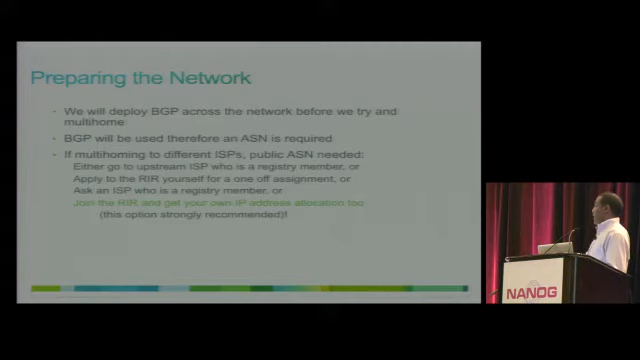 Preparing the Network
- We will deploy BGP across the network before we try and
multihome
- BGP will be used therefore an ASN is required
- If multihoming to different ISPs, public ASN needed:
Either go to upstream ISP who is a registry member, or
Apply to the RIR yourself for a one off assignment, or
Ask an ISP who is a registry member, or
Join the RIR and get your own IP address allocation too
(this option strongly recommended)!
NANOG